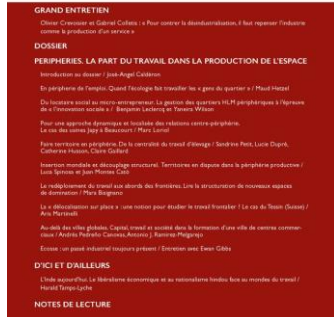 GRAND ENTRETIEN
Olivier Crevoisier et Gabriel Colletis : « Pour contrer la désindustrialisation, il faut repenser l'industrie
comme la production d'un service »
DOSSIER
PERIPHERIES. LA PART DU TRAVAIL DANS LA PRODUCTION DE L'ESPACE
Introduction au dossier / José-Angel Calderón
En périphérie de l'emploi. Quand l'écologie fait travailler les « gens du quartier » / Maud Hetzel
Du locataire social au micro-entrepreneur. La gestion des quartiers HLM périphériques à l'épreuve
de « l'innovation sociale » / Benjamin Leclercq et Yaneira Wilson
Pour une approche dynamique et localisée des relations centre-périphérie.
Le cas des usines Japy à Beaucourt / Marc Loriol
Faire territoire en périphérie. De la centralité du travail d'élevage / Sandrine Petit, Lucie Dupré,
Catherine Husson, Claire Gaillard
Insertion mondiale et découplage structurel. Territoires en dispute dans la périphérie productive /
Luca Spinosa et Juan Montes Cató
Le redéploiement du travail aux abords des frontières. Lire la structuration de nouveaux espaces
de domination / Mara Bisignano
La « délocalisation sur place » : une notion pour étudier le travail frontalier ? Le cas du Tessin (Suisse) /
Aris Martinelli
Au-delà des villes globales. Capital, travail et société dans la formation d'une ville de centres commer-
ciaux / Andrés Pedreño Canovas, Antonio J. Ramirez-Melgarejo
Ecosse : un passé industriel toujours présent / Entretien avec Ewan Gibbs
D'ICI ET D'AILLEURS
L'Inde aujourd'hui. Le libéralisme économique et au nationalisme hindou face au mondes du travail /
Harald Tamps-Lyche
NOTES DE LECTURE